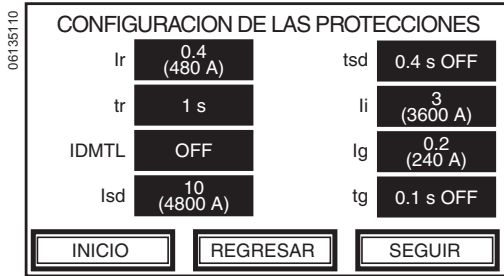 06135110
CONFIGURACION DE LAS PROTECCIONES
Ir 0.4 (480 A)
tr 1 s
IDMTL OFF
Isd 10 (4800 A)
tsd 0.4 s OFF
Ii 3 (3600 A)
Ig 0.2 (240 A)
tg 0.1 s OFF
INICIO REGRESAR SEGUIR